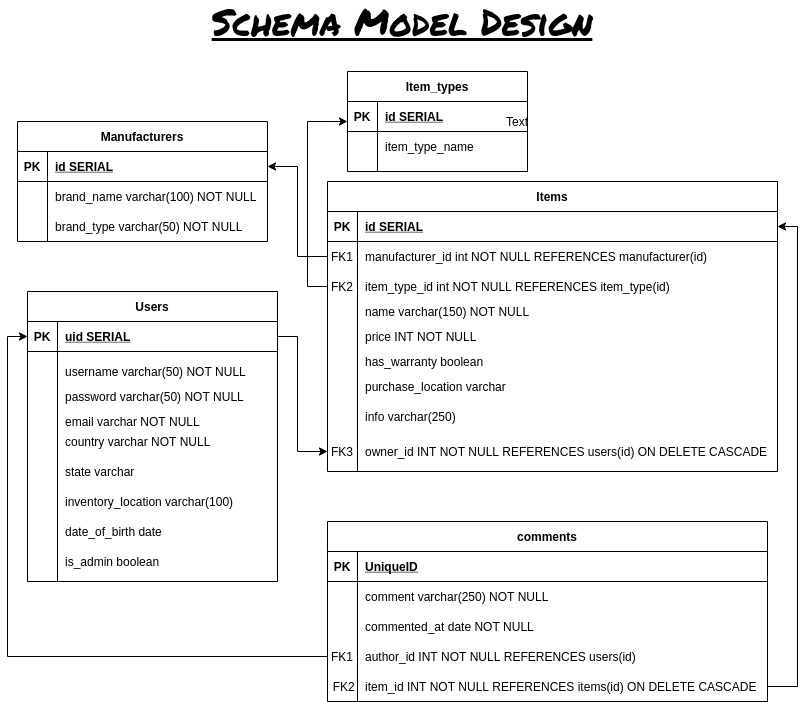 Schema Model Design
Item_types
PK id SERIAL Text
item_type_name
Manufacturers
PK id SERIAL
brand_name varchar(100) NOT NULL
brand_type varchar(50) NOT NULL
Items
PK id SERIAL
FK1 manufacturer_id int NOT NULL REFERENCES manufacturer(id)
FK2 item_type_id int NOT NULL REFERENCES item_type(id)
name varchar(150) NOT NULL
price INT NOT NULL
has_warranty boolean
purchase_location varchar
info varchar(250)
FK3 owner_id INT NOT NULL REFERENCES users(id) ON DELETE CASCADE
Users
PK uid SERIAL
username varchar(50) NOT NULL
password varchar(50) NOT NULL
email varchar NOT NULL
country varchar NOT NULL
state varchar
inventory_location varchar(100)
date_of_birth date
is_admin boolean
comments
PK UniqueID
comment varchar(250) NOT NULL
commented_at date NOT NULL
FK1 author_id INT NOT NULL REFERENCES users(id)
FK2 item_id INT NOT NULL REFERENCES items(id) ON DELETE CASCADE